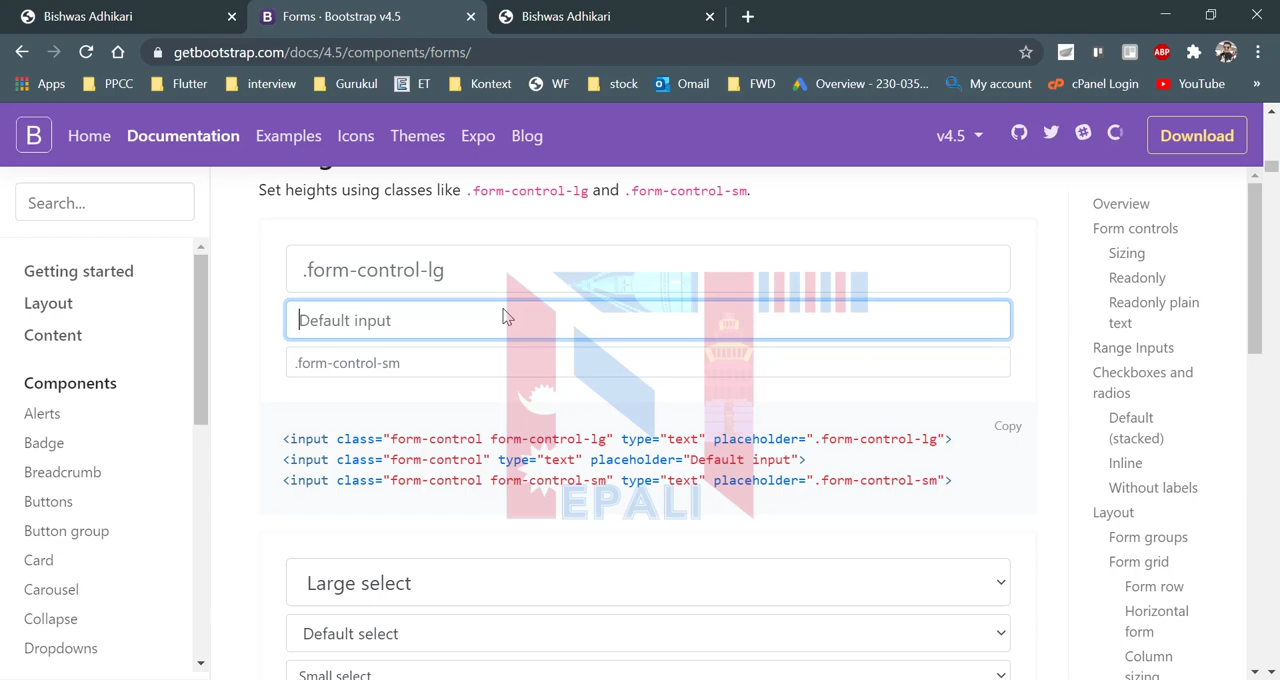 Bishwas Adhikari
Forms · Bootstrap v4.5
Bishwas Adhikari
getbootstrap.com/docs/4.5/components/forms/
ABP
Apps
PPCC
Flutter
interview
Gurukul
ET
Kontext
WF
stock
Omail
FWD
Overview - 230-035...
My account
cPanel Login
YouTube
»
B
Home
Documentation
Examples
Icons
Themes
Expo
Blog
v4.5
Download
Search...
Getting started
Layout
Content
Components
Alerts
Badge
Breadcrumb
Buttons
Button group
Card
Carousel
Collapse
Dropdowns
Set heights using classes like .form-control-lg and .form-control-sm.
.form-control-lg
Default input
.form-control-sm
Copy
<input class="form-control form-control-lg" type="text" placeholder=".form-control-lg">
<input class="form-control" type="text" placeholder="Default input">
<input class="form-control form-control-sm" type="text" placeholder=".form-control-sm">
EPALI
Large select
Default select
Small select
Overview
Form controls
Sizing
Readonly
Readonly plain
text
Range Inputs
Checkboxes and
radios
Default
(stacked)
Inline
Without labels
Layout
Form groups
Form grid
Form row
Horizontal
form
Column
sizing